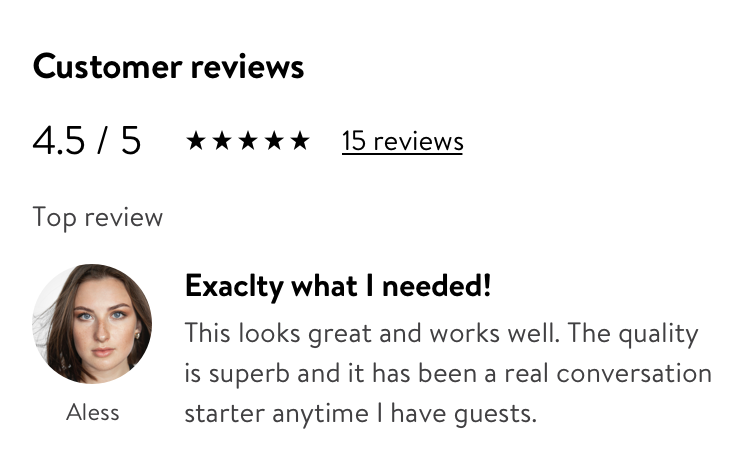 Customer reviews
4.5 / 5 ★★★★★ 15 reviews
Top review
Exaclty what I needed!
This looks great and works well. The quality
is superb and it has been a real conversation
starter anytime I have guests.
Aless